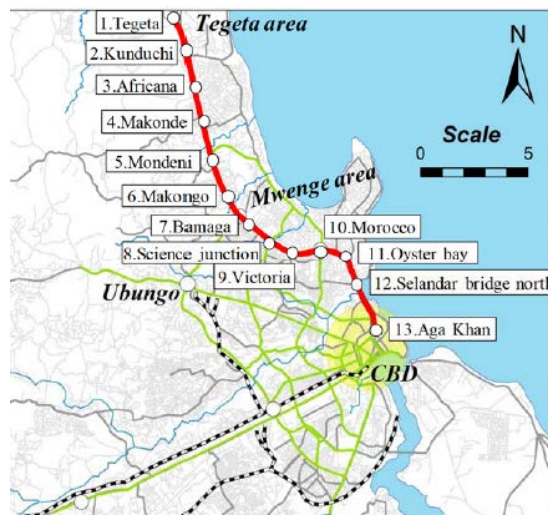 1.Tegeta
Tegeta area
N
2.Kunduchi
3.Africana
4.Makonde
Scale
0
5
5.Mondeni
6.Makongo
Mwenge area
7.Bamaga
10.Morocco
8.Science junction
11.Oyster bay
9.Victoria
12.Selandar bridge north
Ubungo
13.Aga Khan
CBD